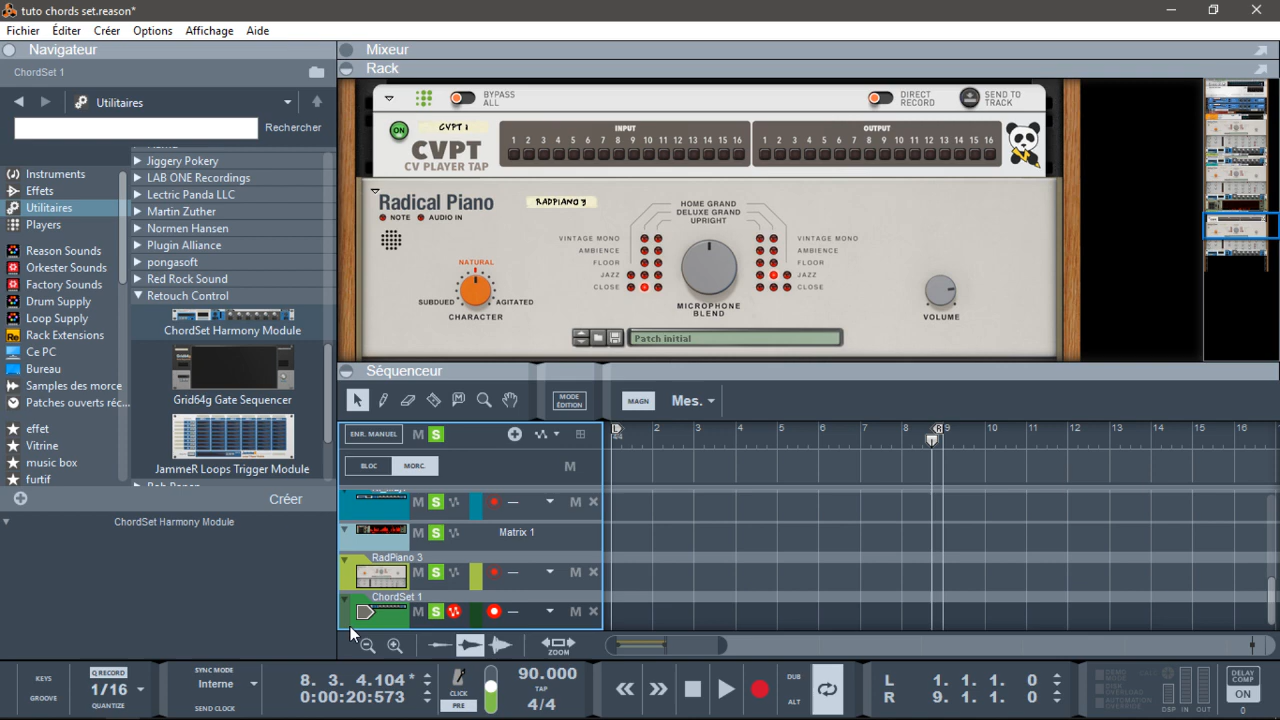 tuto chords set.reason*
Fichier Éditer Créer Options Affichage Aide
Navigateur
ChordSet 1
Utilitaires
Rechercher
Instruments
Effets
Utilitaires
Players
Reason Sounds
Orkester Sounds
Factory Sounds
Drum Supply
Loop Supply
Rack Extensions
Ce PC
Bureau
Samples des morce
Patches ouverts réc...
effet
Vitrine
music box
furtif
Jiggery Pokery
LAB ONE Recordings
Lectric Panda LLC
Martin Zuther
Normen Hansen
Plugin Alliance
pongasoft
Red Rock Sound
Retouch Control
ChordSet Harmony Module
Grid64g Gate Sequencer
JammeR Loops Trigger Module
Créer
ChordSet Harmony Module
Mixeur
Rack
BYPASS ALL
DIRECT RECORD
SEND TO TRACK
ON
CVPT 1
CVPT
CV PLAYER TAP
INPUT
1 2 3 4 5 6 7 8 9 10 11 12 13 14 15 16
OUTPUT
1 2 3 4 5 6 7 8 9 10 11 12 13 14 15 16
Radical Piano
NOTE AUDIO IN
RADPIANO 3
NATURAL
SUBDUED AGITATED
CHARACTER
HOME GRAND
DELUXE GRAND
UPRIGHT
VINTAGE MONO
AMBIENCE
FLOOR
JAZZ
CLOSE
VINTAGE MONO
AMBIENCE
FLOOR
JAZZ
CLOSE
MICROPHONE BLEND
VOLUME
Patch initial
Séquenceur
MODE ÉDITION
MAGN
Mes.
ENR. MANUEL M S
BLOC MORC. M
L 2 3 4 5 6 7 8 R 9 10 11 12 13 14 15 16
M S M
Matrix 1
M S
RadPiano 3
M S M
ChordSet 1
M S M
ZOOM
KEYS
GROOVE
Q RECORD
1/16
QUANTIZE
SYNC MODE
Interne
SEND CLOCK
8. 3. 4.104 *
0:00:20:573
CLICK
PRE
90.000
TAP
4/4
DUB
ALT
L 1. 1. 1. 0
R 9. 1. 1. 0
DSP IN OUT
DELAY COMP
ON
0